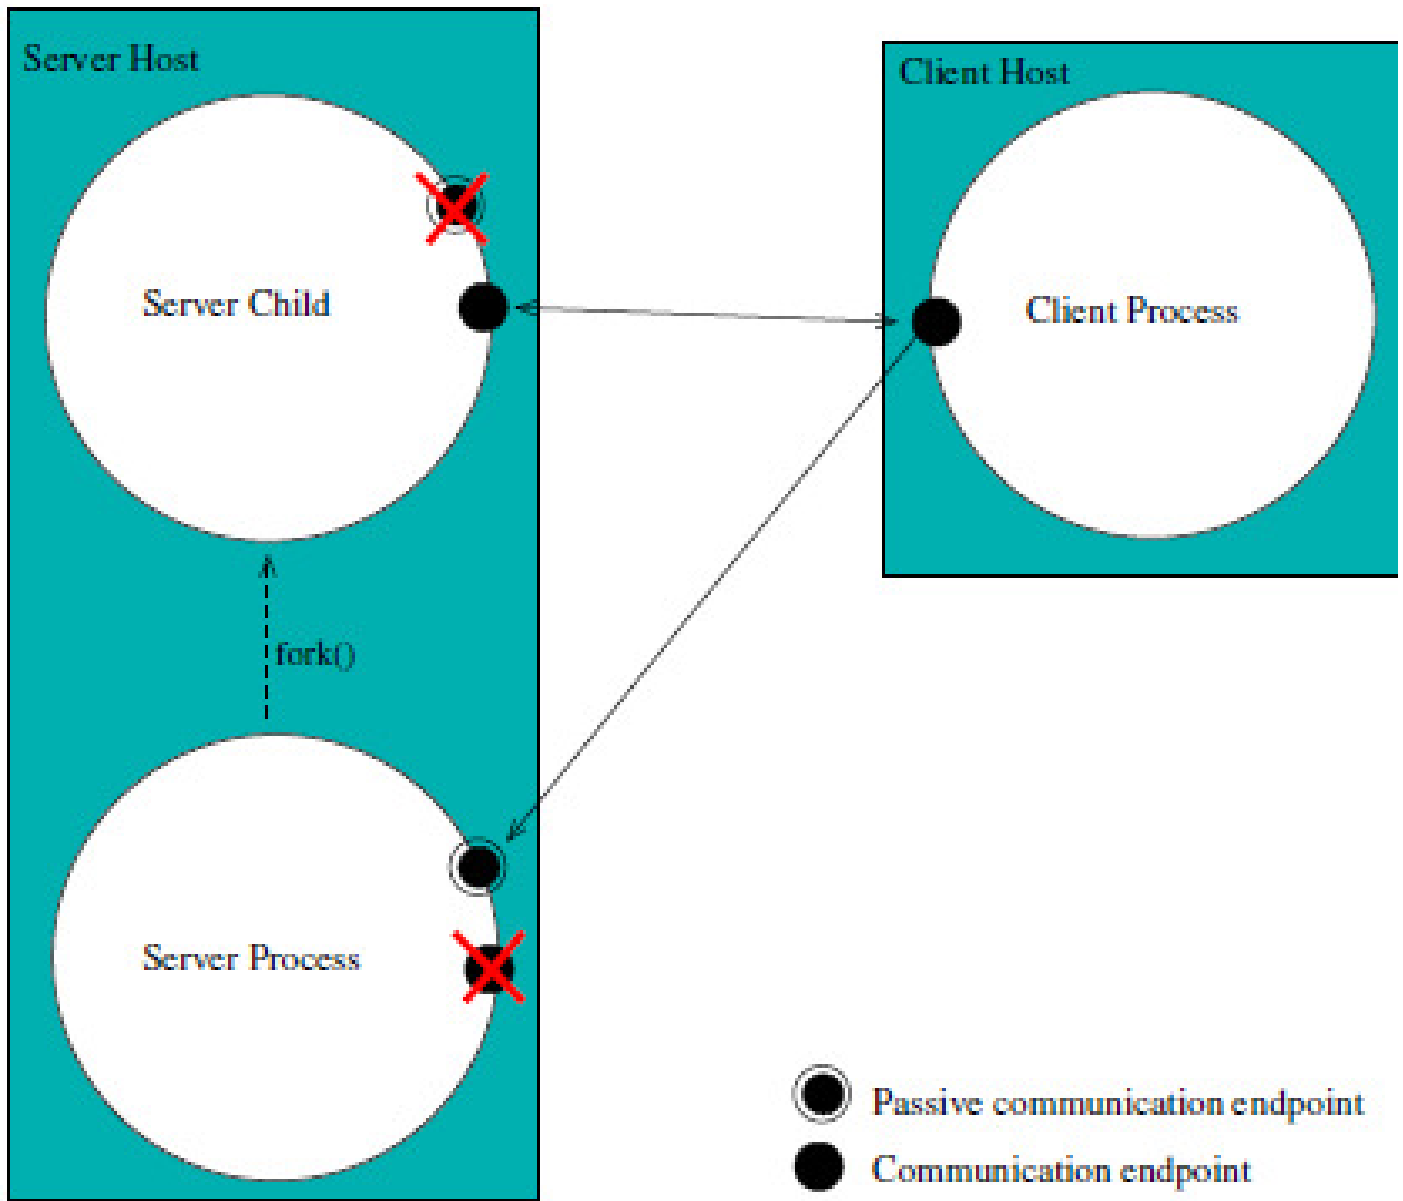 Server Host
Client Host
Server Child
Client Process
fork()
Server Process
Passive communication endpoint
Communication endpoint